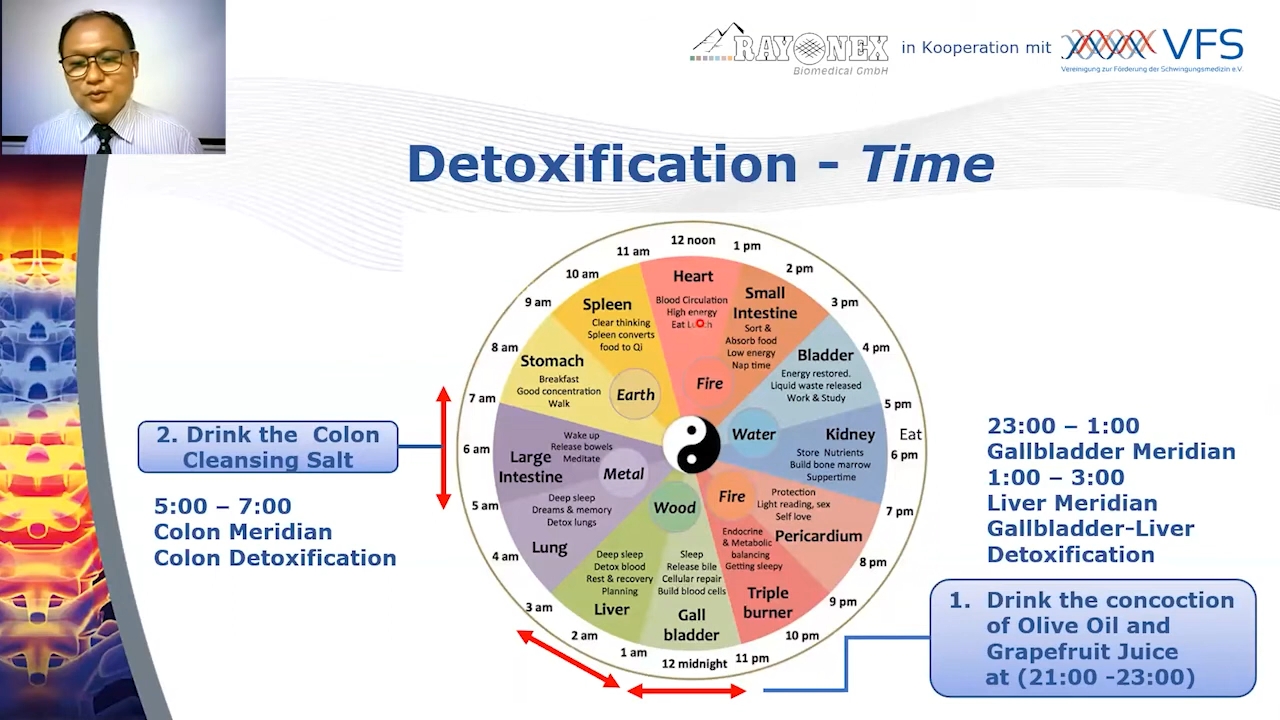 RAYONEX
Biomedical GmbH
in Kooperation mit
VFS
Vereinigung zur Förderung der Schwingungsmedizin e.V.
Detoxification - Time
12 noon
1 pm
2 pm
3 pm
4 pm
5 pm
Eat
6 pm
7 pm
8 pm
9 pm
10 pm
11 pm
12 midnight
1 am
2 am
3 am
4 am
5 am
6 am
7 am
8 am
9 am
10 am
11 am
Heart
Blood Circulation
High energy
Eat
Small
Intestine
Sort &
Absorb food
Low energy
Nap time
Fire
Bladder
Energy restored.
Liquid waste released
Work & Study
Water
Kidney
Store Nutrients
Build bone marrow
Suppertime
Protection
Light reading, sex
Self love
Pericardium
Fire
Endocrine
& Metabolic
balancing
Getting sleepy
Triple
burner
Sleep
Release bile
Cellular repair
Build blood cells
Gall
bladder
Wood
Deep sleep
Detox blood
Rest & recovery
Planning
Liver
Deep sleep
Dreams & memory
Detox lungs
Lung
Metal
Wake up
Release bowels
Meditate
Large
Intestine
Stomach
Breakfast
Good concentration
Walk
Earth
Spleen
Clear thinking
Spleen converts
food to Qi
2. Drink the Colon
Cleansing Salt
5:00 – 7:00
Colon Meridian
Colon Detoxification
23:00 – 1:00
Gallbladder Meridian
1:00 – 3:00
Liver Meridian
Gallbladder-Liver
Detoxification
1. Drink the concoction
of Olive Oil and
Grapefruit Juice
at (21:00 -23:00)